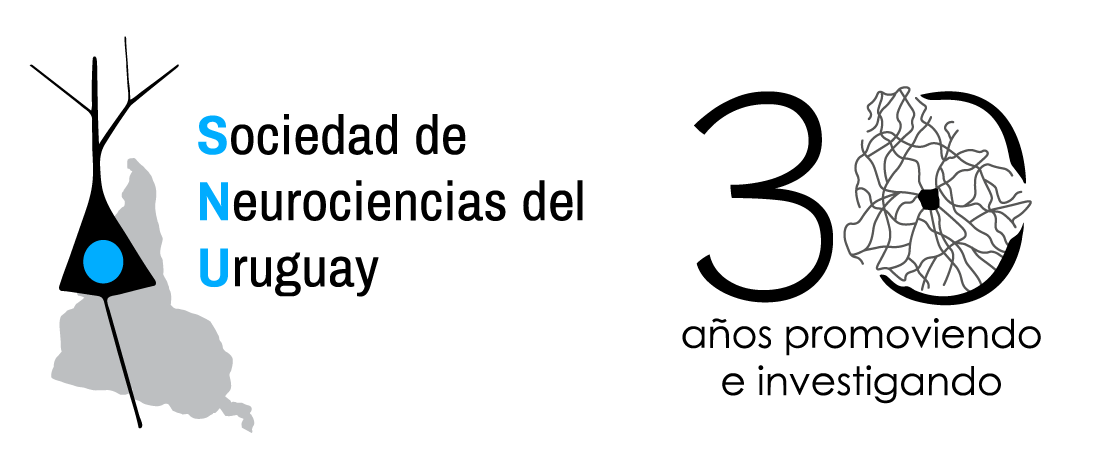 Sociedad de
Neurociencias del
Uruguay
30
años promoviendo
e investigando